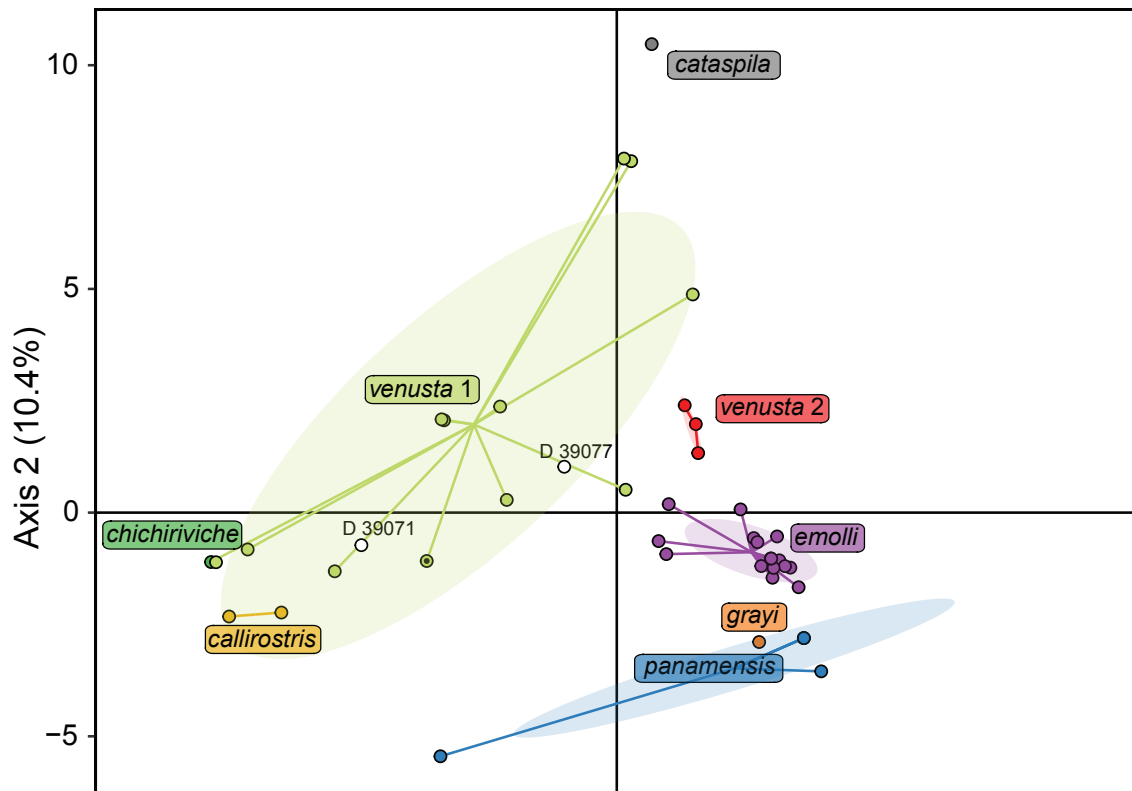 10
cataspila
5
venusta 1
venusta 2
D 39077
Axis 2 (10.4%)
0
D 39071
chichiriviche
emolli
grayi
callirostris
panamensis
−5